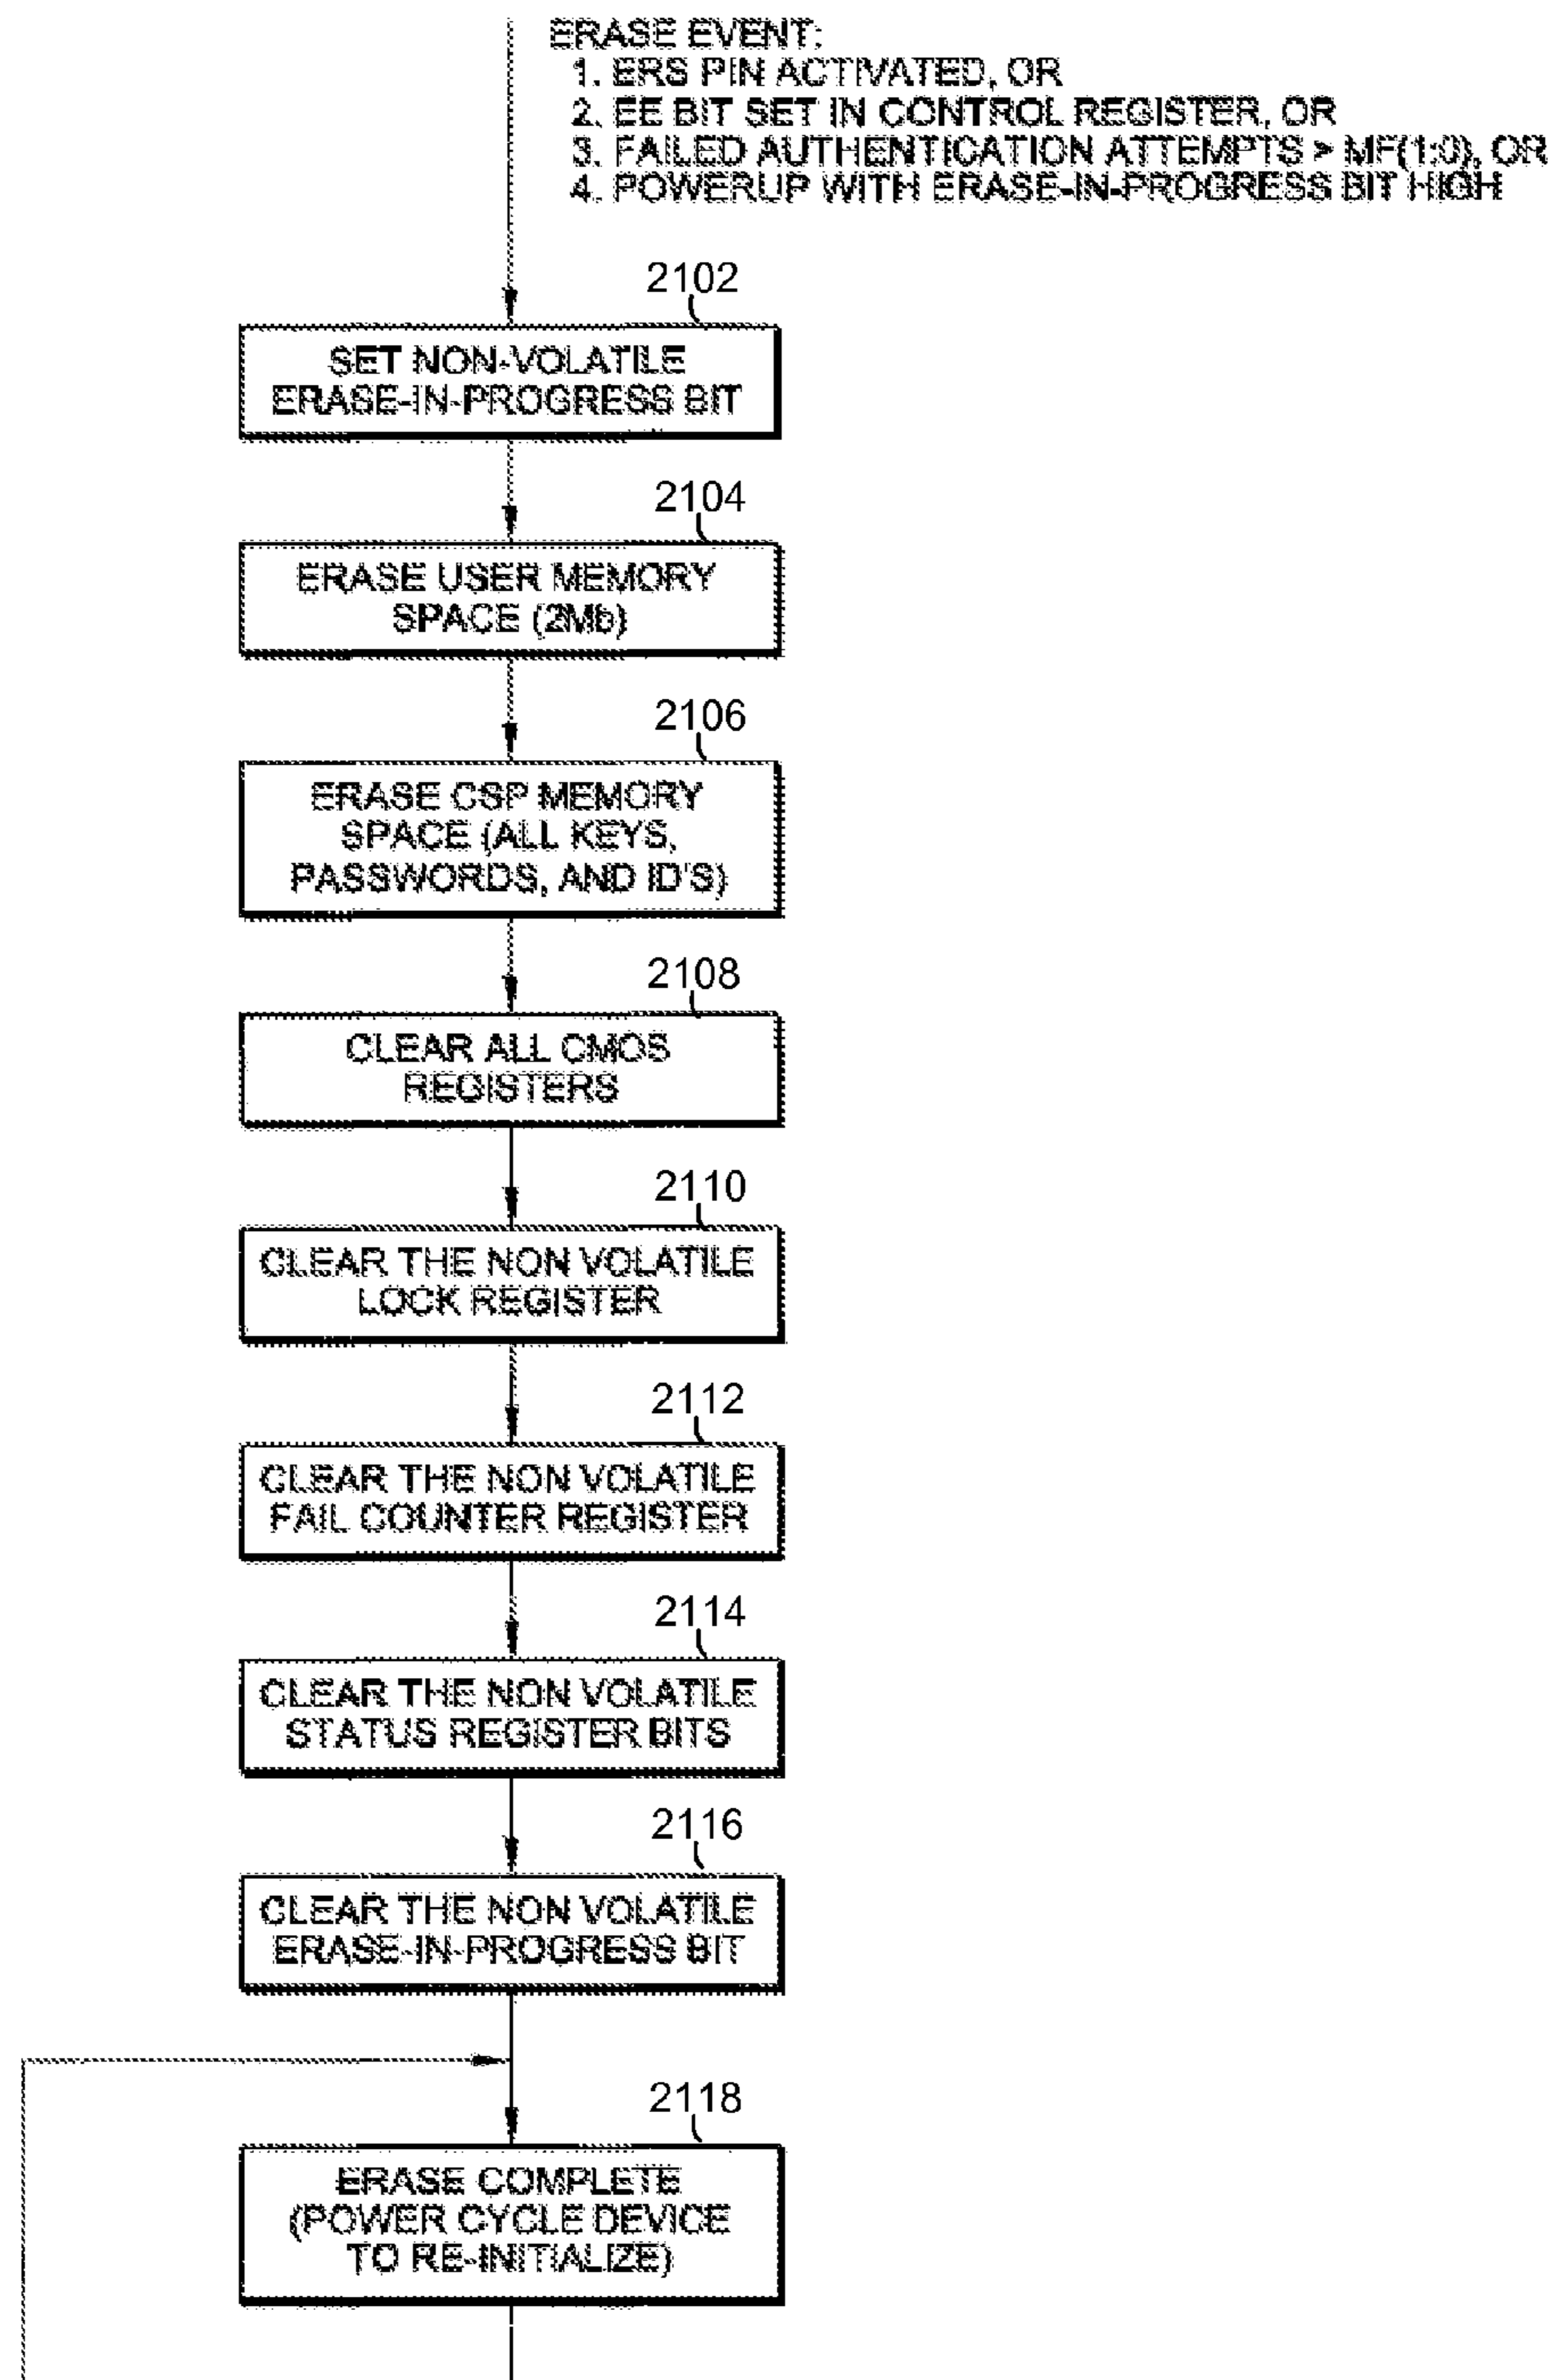 ERASE EVENT:
1. ERS PIN ACTIVATED, OR
2. EE BIT SET IN CONTROL REGISTER, OR
3. FAILED AUTHENTICATION ATTEMPTS > MF(1:0), OR
4. POWERUP WITH ERASE-IN-PROGRESS BIT HIGH
2102
SET NON-VOLATILE
ERASE-IN-PROGRESS BIT
2104
ERASE USER MEMORY
SPACE (2Mb)
2106
ERASE CSP MEMORY
SPACE (ALL KEYS,
PASSWORDS, AND ID'S)
2108
CLEAR ALL CMOS
REGISTERS
2110
CLEAR THE NON VOLATILE
LOCK REGISTER
2112
CLEAR THE NON VOLATILE
FAIL COUNTER REGISTER
2114
CLEAR THE NON VOLATILE
STATUS REGISTER BITS
2116
CLEAR THE NON VOLATILE
ERASE-IN-PROGRESS BIT
2118
ERASE COMPLETE
(POWER CYCLE DEVICE
TO RE-INITIALIZE)